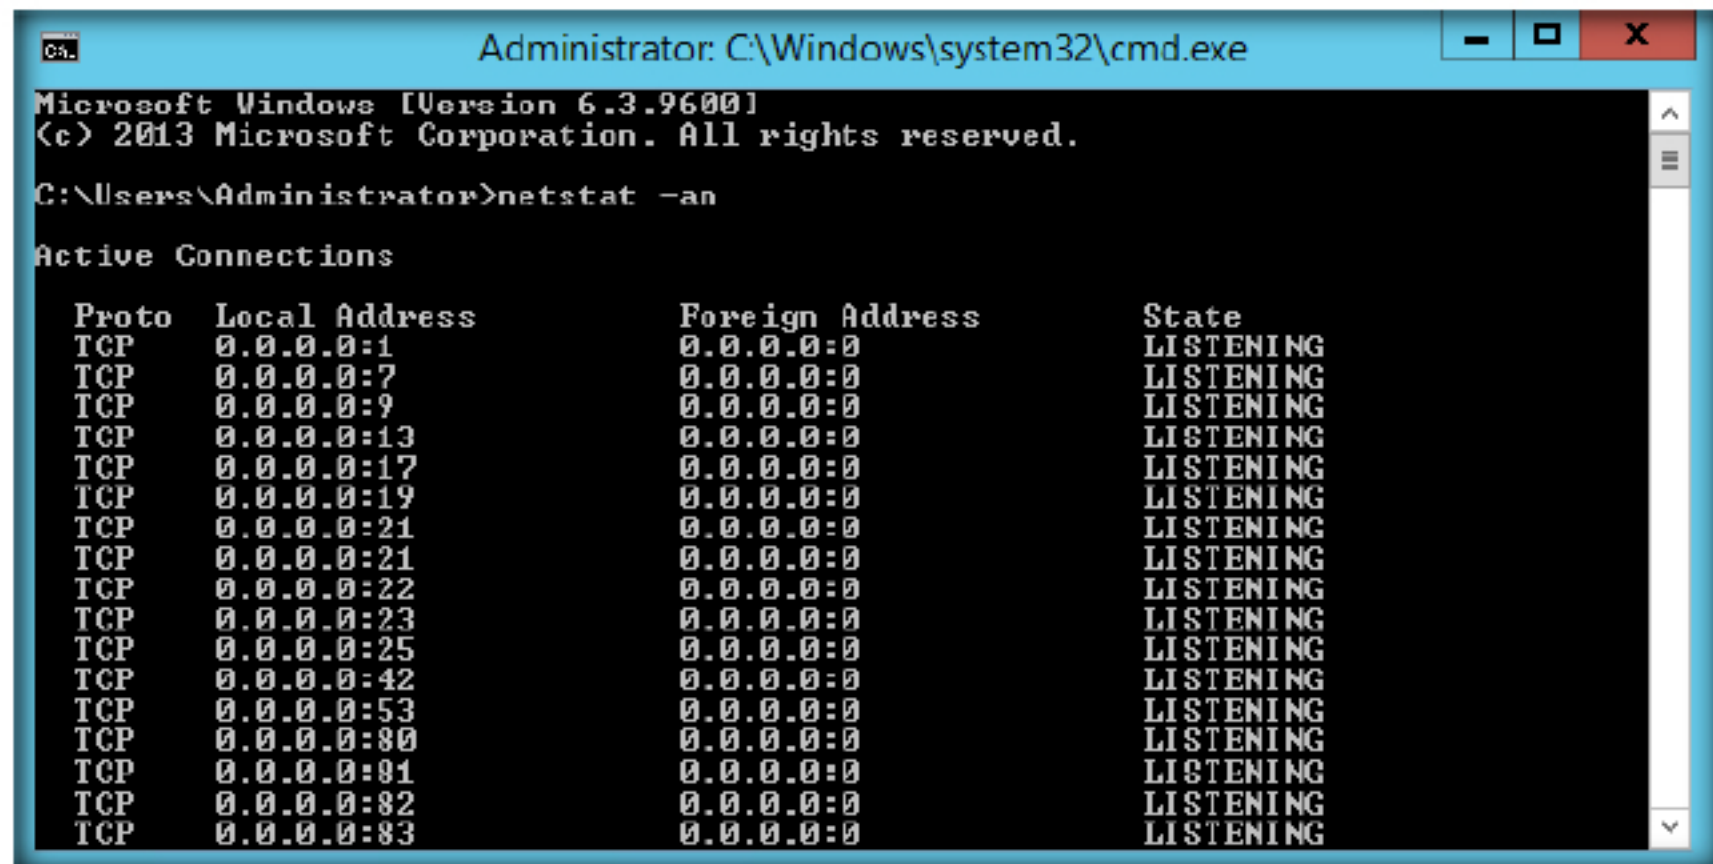 Administrator: C:\Windows\system32\cmd.exe
Microsoft Windows [Version 6.3.9600]
(c) 2013 Microsoft Corporation. All rights reserved.
C:\Users\Administrator>netstat -an
Active Connections
Proto Local Address Foreign Address State
TCP 0.0.0.0:1 0.0.0.0:0 LISTENING
TCP 0.0.0.0:7 0.0.0.0:0 LISTENING
TCP 0.0.0.0:9 0.0.0.0:0 LISTENING
TCP 0.0.0.0:13 0.0.0.0:0 LISTENING
TCP 0.0.0.0:17 0.0.0.0:0 LISTENING
TCP 0.0.0.0:19 0.0.0.0:0 LISTENING
TCP 0.0.0.0:21 0.0.0.0:0 LISTENING
TCP 0.0.0.0:21 0.0.0.0:0 LISTENING
TCP 0.0.0.0:22 0.0.0.0:0 LISTENING
TCP 0.0.0.0:23 0.0.0.0:0 LISTENING
TCP 0.0.0.0:25 0.0.0.0:0 LISTENING
TCP 0.0.0.0:42 0.0.0.0:0 LISTENING
TCP 0.0.0.0:53 0.0.0.0:0 LISTENING
TCP 0.0.0.0:80 0.0.0.0:0 LISTENING
TCP 0.0.0.0:81 0.0.0.0:0 LISTENING
TCP 0.0.0.0:82 0.0.0.0:0 LISTENING
TCP 0.0.0.0:83 0.0.0.0:0 LISTENING